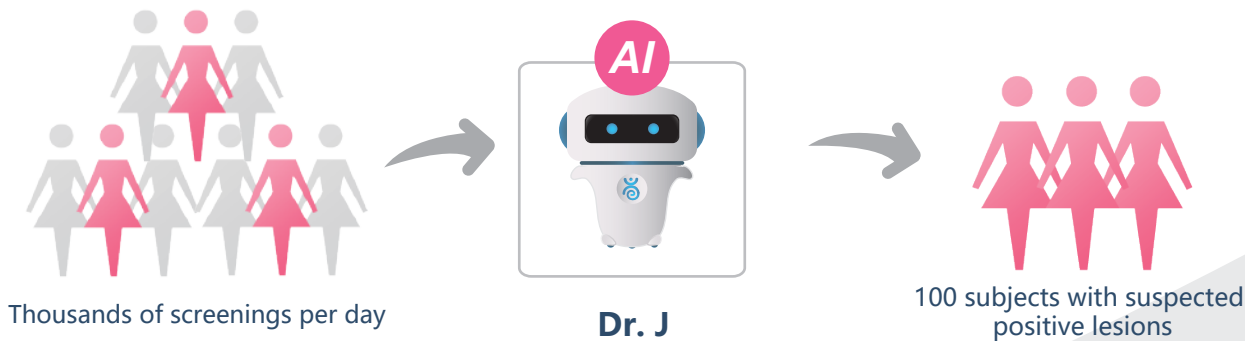 AI
Thousands of screenings per day
Dr. J
100 subjects with suspected
positive lesions